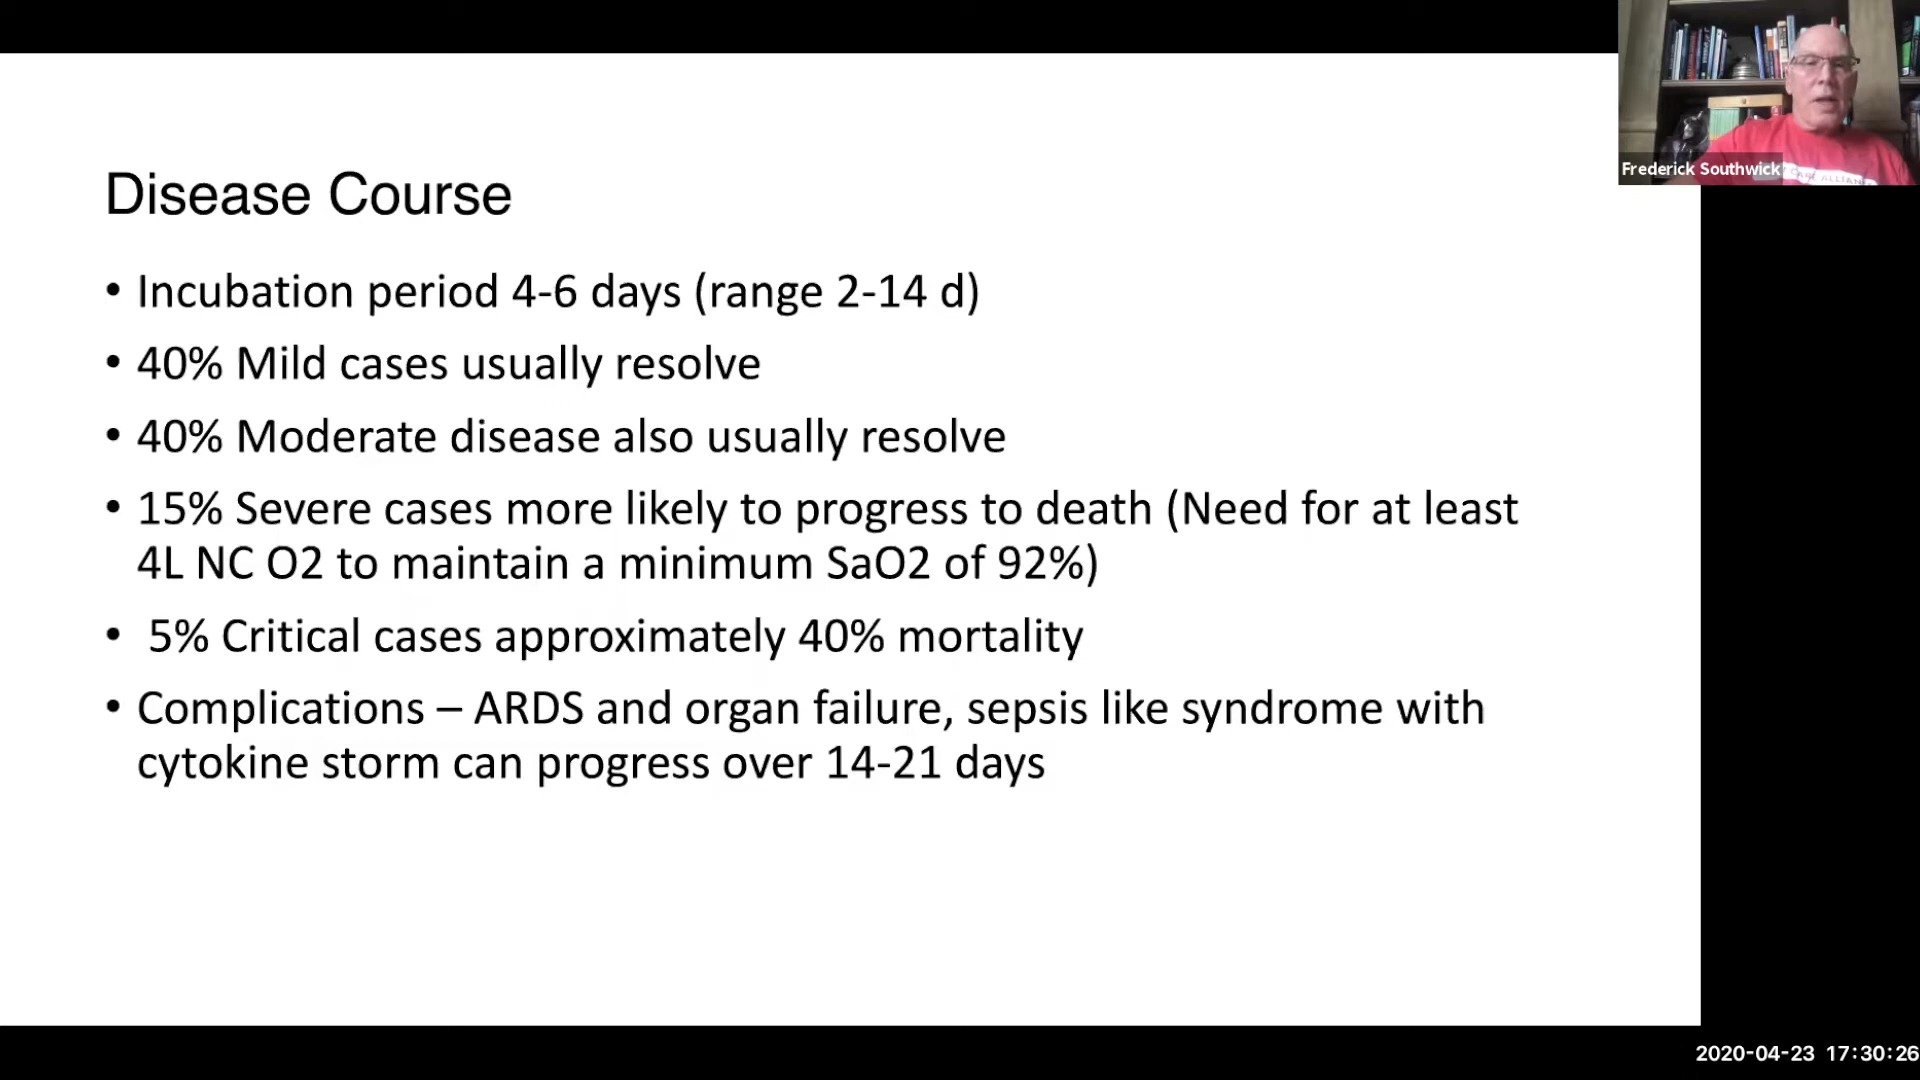 Disease Course
• Incubation period 4-6 days (range 2-14 d)
• 40% Mild cases usually resolve
• 40% Moderate disease also usually resolve
• 15% Severe cases more likely to progress to death (Need for at least
4L NC O2 to maintain a minimum SaO2 of 92%)
• 5% Critical cases approximately 40% mortality
• Complications – ARDS and organ failure, sepsis like syndrome with
cytokine storm can progress over 14-21 days
Frederick Southwick
CARE
2020-04-23 17:30:26